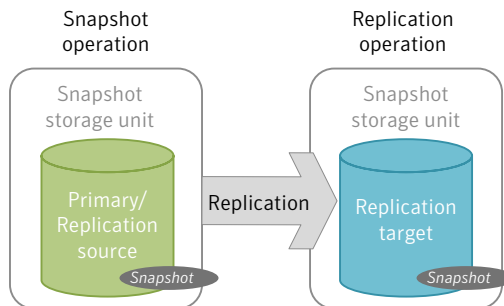 Snapshot
operation
Replication
operation
Snapshot
storage unit
Snapshot
storage unit
Primary/
Replication
source
Replication
Replication
target
Snapshot
Snapshot